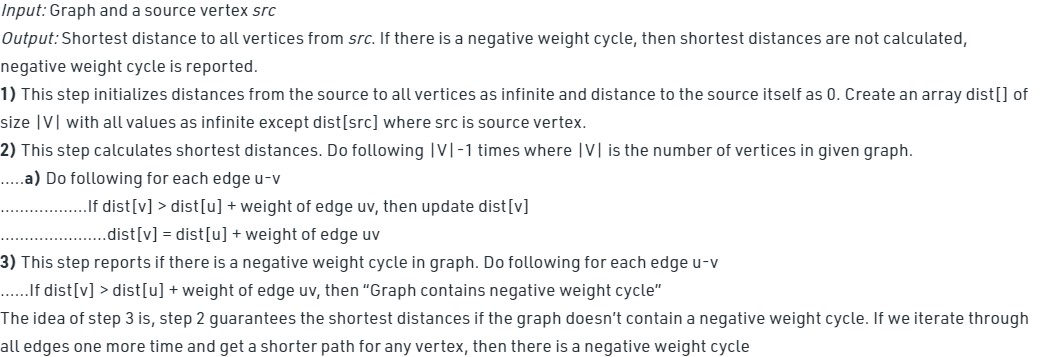 Input: Graph and a source vertex src
Output: Shortest distance to all vertices from src. If there is a negative weight cycle, then shortest distances are not calculated,
negative weight cycle is reported.
1) This step initializes distances from the source to all vertices as infinite and distance to the source itself as 0. Create an array dist[] of
size |V| with all values as infinite except dist[src] where src is source vertex.
2) This step calculates shortest distances. Do following |V|-1 times where |V| is the number of vertices in given graph.
.....a) Do following for each edge u-v
..................If dist[v] > dist[u] + weight of edge uv, then update dist[v]
......................dist[v] = dist[u] + weight of edge uv
3) This step reports if there is a negative weight cycle in graph. Do following for each edge u-v
......If dist[v] > dist[u] + weight of edge uv, then “Graph contains negative weight cycle”
The idea of step 3 is, step 2 guarantees the shortest distances if the graph doesn’t contain a negative weight cycle. If we iterate through
all edges one more time and get a shorter path for any vertex, then there is a negative weight cycle